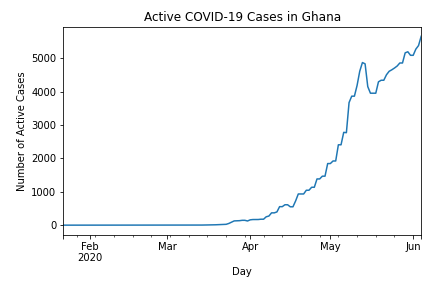 Active COVID-19 Cases in Ghana
Number of Active Cases
5000
4000
3000
2000
1000
0
Feb
2020
Mar
Apr
May
Jun
Day